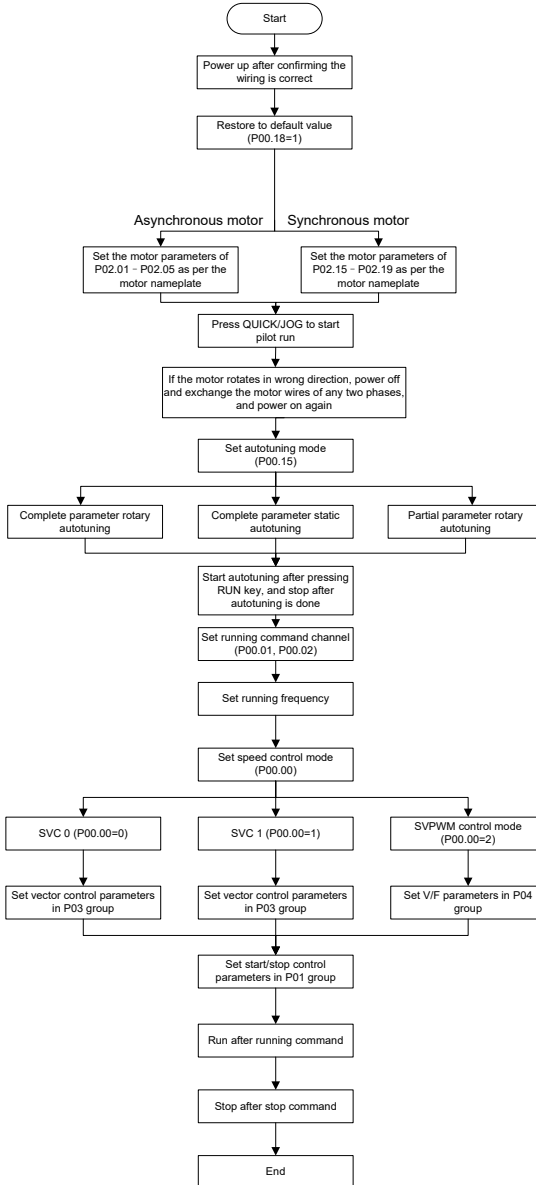 Start
Power up after confirming the
wiring is correct
Restore to default value
(P00.18=1)
Asynchronous motor
Synchronous motor
Set the motor parameters of
P02.01﹣P02.05 as per the
motor nameplate
Set the motor parameters of
P02.15﹣P02.19 as per the
motor nameplate
Press QUICK/JOG to start
pilot run
If the motor rotates in wrong direction, power off
and exchange the motor wires of any two phases,
and power on again
Set autotuning mode
(P00.15)
Complete parameter rotary
autotuning
Complete parameter static
autotuning
Partial parameter rotary
autotuning
Start autotuning after pressing
RUN key, and stop after
autotuning is done
Set running command channel
(P00.01, P00.02)
Set running frequency
Set speed control mode
(P00.00)
SVC 0 (P00.00=0)
SVC 1 (P00.00=1)
SVPWM control mode
(P00.00=2)
Set vector control parameters
in P03 group
Set vector control parameters
in P03 group
Set V/F parameters in P04
group
Set start/stop control
parameters in P01 group
Run after running command
Stop after stop command
End